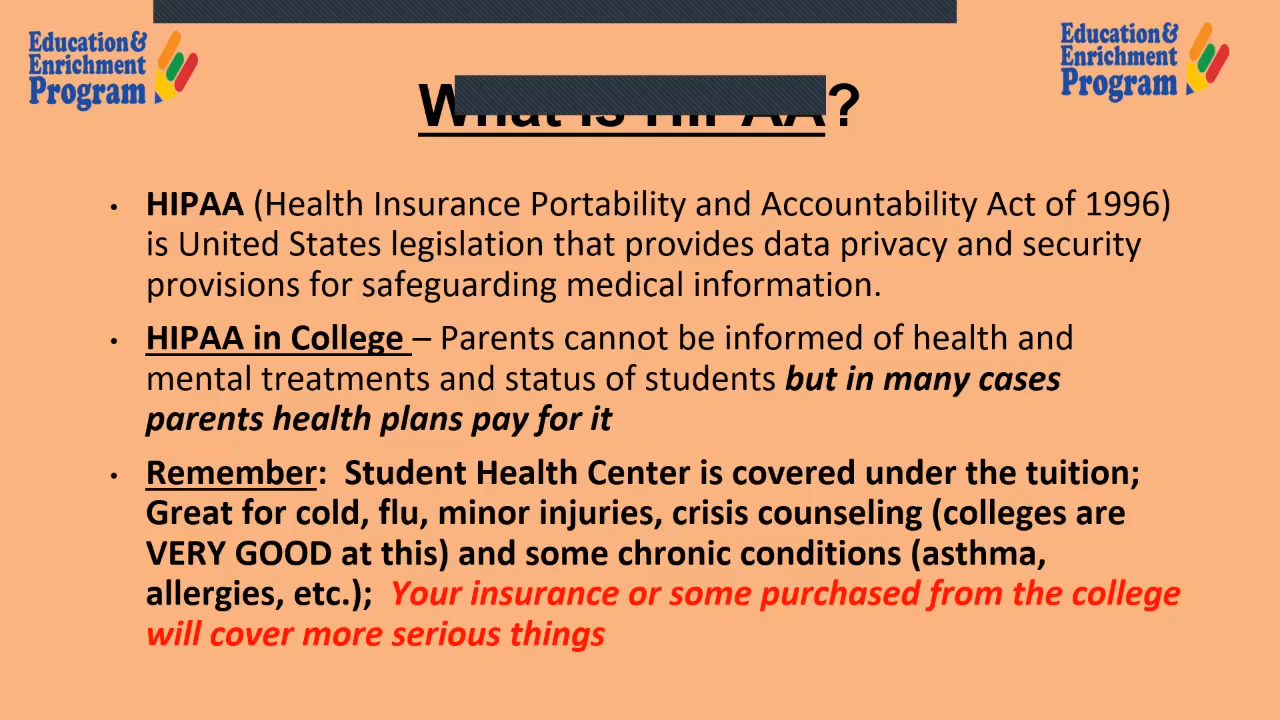 Education&
Enrichment
Program
Education&
Enrichment
Program
What is HIPAA?
• HIPAA (Health Insurance Portability and Accountability Act of 1996)
is United States legislation that provides data privacy and security
provisions for safeguarding medical information.
• HIPAA in College – Parents cannot be informed of health and
mental treatments and status of students but in many cases
parents health plans pay for it
• Remember: Student Health Center is covered under the tuition;
Great for cold, flu, minor injuries, crisis counseling (colleges are
VERY GOOD at this) and some chronic conditions (asthma,
allergies, etc.); Your insurance or some purchased from the college
will cover more serious things